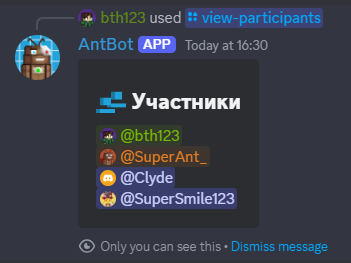 bth123 used view-participants
AntBot APP Today at 16:30
Участники
@bth123
@SuperAnt_
@Clyde
@SuperSmile123
Only you can see this • Dismiss message